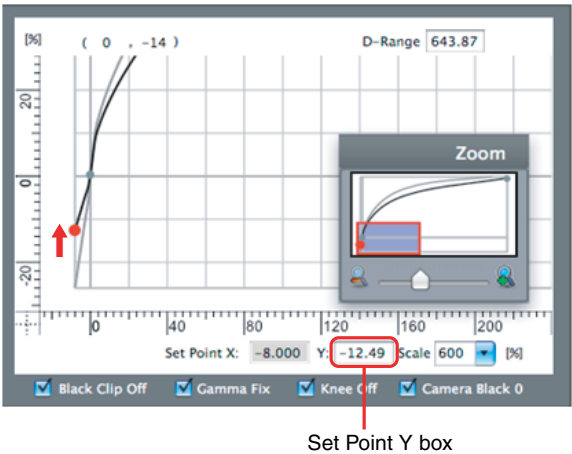 [%] ( 0 , -14 ) D-Range 643.87
Zoom
20
0
-20
0 40 80 120 160 200
Set Point X: -8.000 Y: -12.49 Scale 600 [%]
Black Clip Off Gamma Fix Knee Off Camera Black 0
Set Point Y box